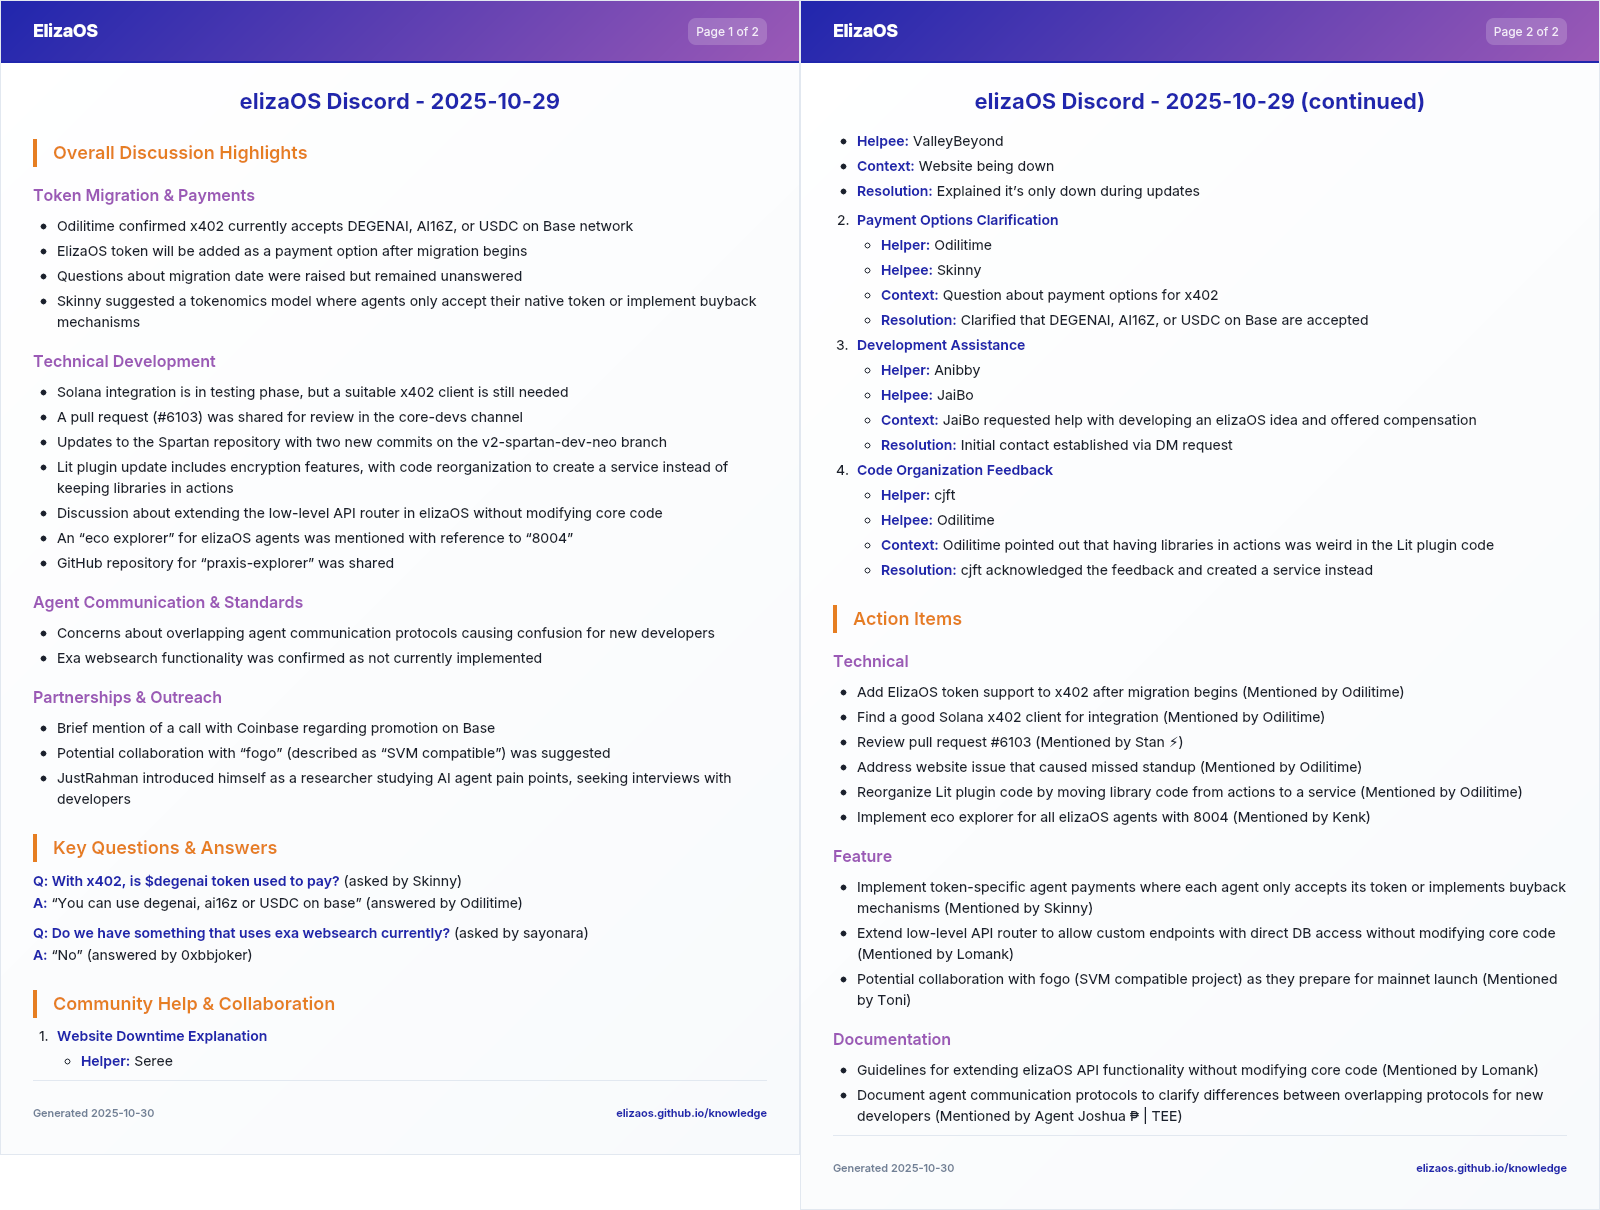 ElizaOS
Page 1 of 2
elizaOS Discord - 2025-10-29
Overall Discussion Highlights
Token Migration & Payments
• Odilitime confirmed x402 currently accepts DEGENAI, AI16Z, or USDC on Base network
• ElizaOS token will be added as a payment option after migration begins
• Questions about migration date were raised but remained unanswered
• Skinny suggested a tokenomics model where agents only accept their native token or implement buyback
mechanisms
Technical Development
• Solana integration is in testing phase, but a suitable x402 client is still needed
• A pull request (#6103) was shared for review in the core-devs channel
• Updates to the Spartan repository with two new commits on the v2-spartan-dev-neo branch
• Lit plugin update includes encryption features, with code reorganization to create a service instead of
keeping libraries in actions
• Discussion about extending the low-level API router in elizaOS without modifying core code
• An “eco explorer” for elizaOS agents was mentioned with reference to “8004”
• GitHub repository for “praxis-explorer” was shared
Agent Communication & Standards
• Concerns about overlapping agent communication protocols causing confusion for new developers
• Exa websearch functionality was confirmed as not currently implemented
Partnerships & Outreach
• Brief mention of a call with Coinbase regarding promotion on Base
• Potential collaboration with “fogo” (described as “SVM compatible”) was suggested
• JustRahman introduced himself as a researcher studying AI agent pain points, seeking interviews with
developers
Key Questions & Answers
Q: With x402, is $degenai token used to pay? (asked by Skinny)
A: “You can use degenai, ai16z or USDC on base” (answered by Odilitime)
Q: Do we have something that uses exa websearch currently? (asked by sayonara)
A: “No” (answered by 0xbbjoker)
Community Help & Collaboration
1. Website Downtime Explanation
◦ Helper: Seree
Generated 2025-10-30
elizaos.github.io/knowledge
ElizaOS
Page 2 of 2
elizaOS Discord - 2025-10-29 (continued)
• Helpee: ValleyBeyond
• Context: Website being down
• Resolution: Explained it’s only down during updates
2. Payment Options Clarification
◦ Helper: Odilitime
◦ Helpee: Skinny
◦ Context: Question about payment options for x402
◦ Resolution: Clarified that DEGENAI, AI16Z, or USDC on Base are accepted
3. Development Assistance
◦ Helper: Anibby
◦ Helpee: JaiBo
◦ Context: JaiBo requested help with developing an elizaOS idea and offered compensation
◦ Resolution: Initial contact established via DM request
4. Code Organization Feedback
◦ Helper: cjft
◦ Helpee: Odilitime
◦ Context: Odilitime pointed out that having libraries in actions was weird in the Lit plugin code
◦ Resolution: cjft acknowledged the feedback and created a service instead
Action Items
Technical
• Add ElizaOS token support to x402 after migration begins (Mentioned by Odilitime)
• Find a good Solana x402 client for integration (Mentioned by Odilitime)
• Review pull request #6103 (Mentioned by Stan ⚡)
• Address website issue that caused missed standup (Mentioned by Odilitime)
• Reorganize Lit plugin code by moving library code from actions to a service (Mentioned by Odilitime)
• Implement eco explorer for all elizaOS agents with 8004 (Mentioned by Kenk)
Feature
• Implement token-specific agent payments where each agent only accepts its token or implements buyback
mechanisms (Mentioned by Skinny)
• Extend low-level API router to allow custom endpoints with direct DB access without modifying core code
(Mentioned by Lomank)
• Potential collaboration with fogo (SVM compatible project) as they prepare for mainnet launch (Mentioned
by Toni)
Documentation
• Guidelines for extending elizaOS API functionality without modifying core code (Mentioned by Lomank)
• Document agent communication protocols to clarify differences between overlapping protocols for new
developers (Mentioned by Agent Joshua ₱ | TEE)
Generated 2025-10-30
elizaos.github.io/knowledge